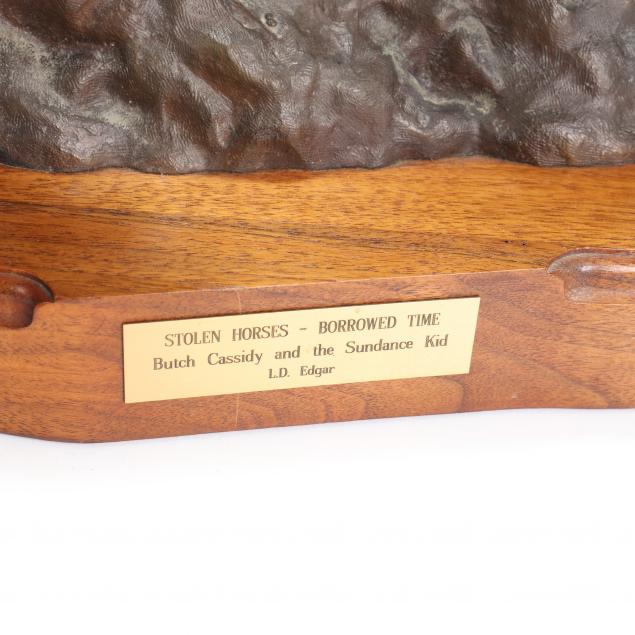 STOLEN HORSES - BORROWED TIME
Butch Cassidy and the Sundance Kid
L.D. Edgar